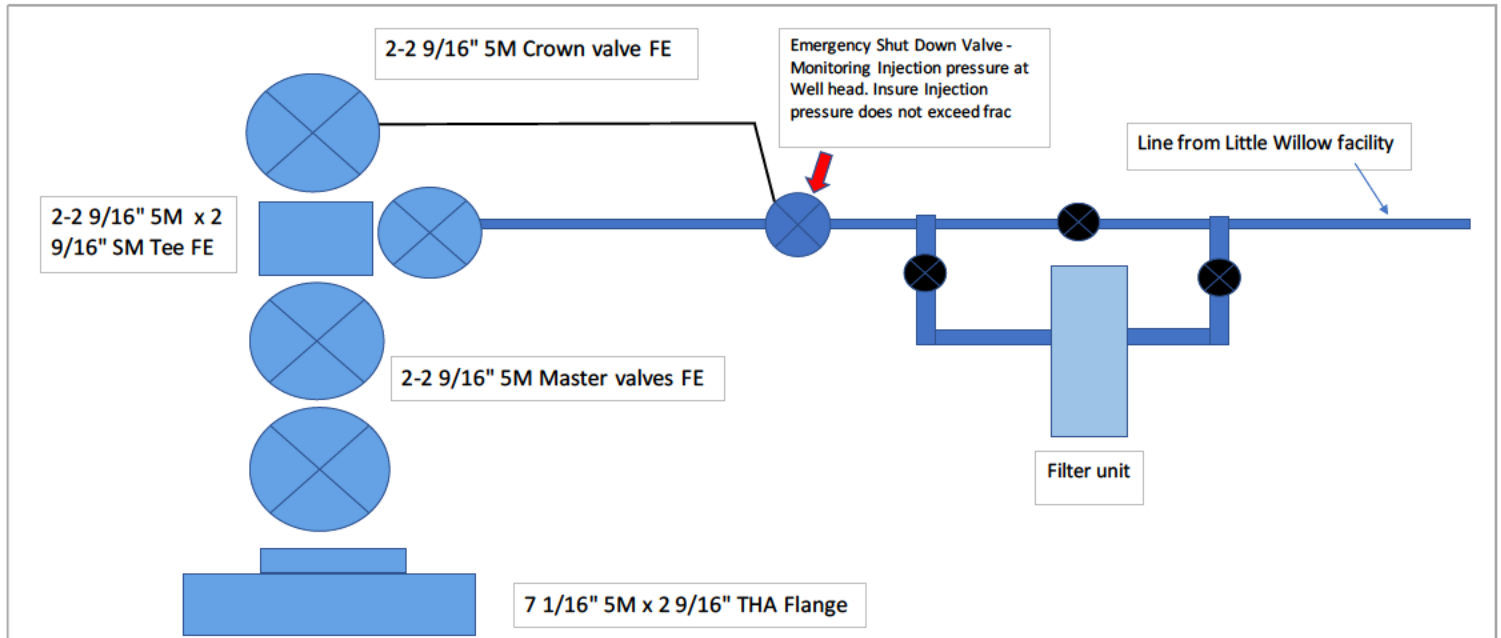 2-2 9/16" 5M Crown valve FE
Emergency Shut Down Valve -
Monitoring Injection pressure at
Well head. Insure Injection
pressure does not exceed frac
Line from Little Willow facility
2-2 9/16" 5M x 2
9/16" SM Tee FE
2-2 9/16" 5M Master valves FE
Filter unit
7 1/16" 5M x 2 9/16" THA Flange